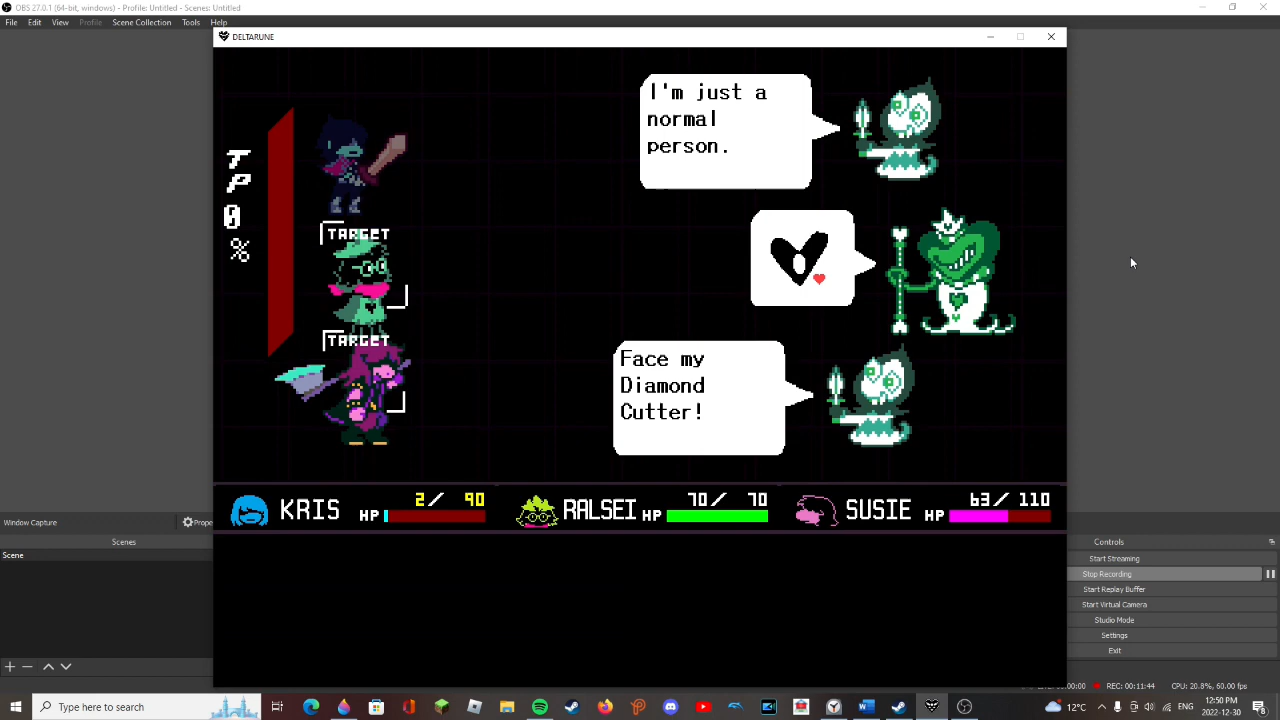 OBS 27.0.1 (64-bit, windows) - Profile: Untitled - Scenes: Untitled
File Edit View Profile Scene Collection Tools Help
DELTARUNE
I'm just a
normal
person.
TP
0
%
TARGET
TARGET
Face my
Diamond
Cutter!
KRIS HP 2/ 90
RALSEI HP 70/ 70
SUSIE HP 63/ 110
Window Capture
Prope
Scenes
Scene
Controls
Start Streaming
Stop Recording
Start Replay Buffer
Start Virtual Camera
Studio Mode
Settings
Exit
REC: 00:11:44 CPU: 20.8%, 60.00 fps
Type here to search
12°C
ENG
12:50 PM
2022-12-30
8